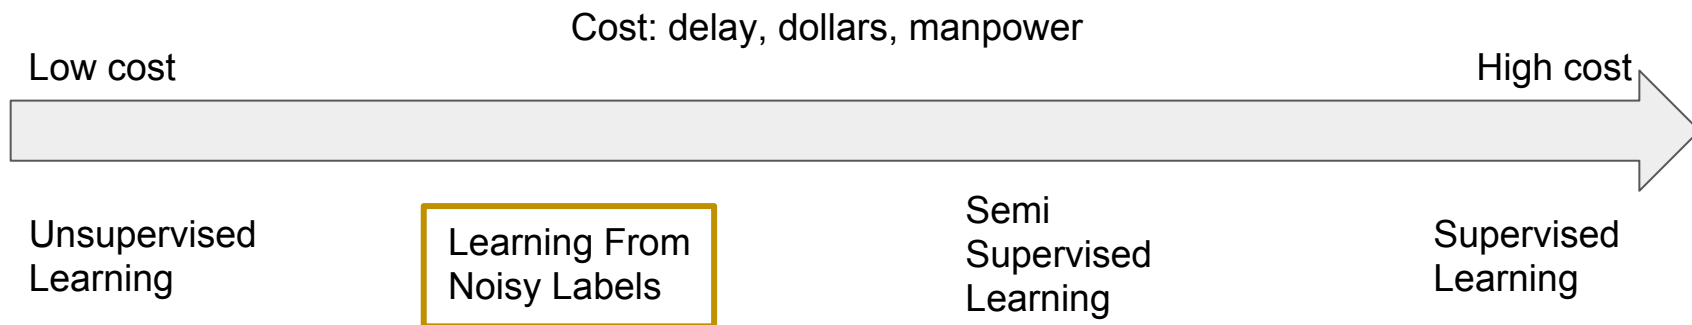 Cost: delay, dollars, manpower
Low cost
High cost
Unsupervised
Learning
Learning From
Noisy Labels
Semi
Supervised
Learning
Supervised
Learning